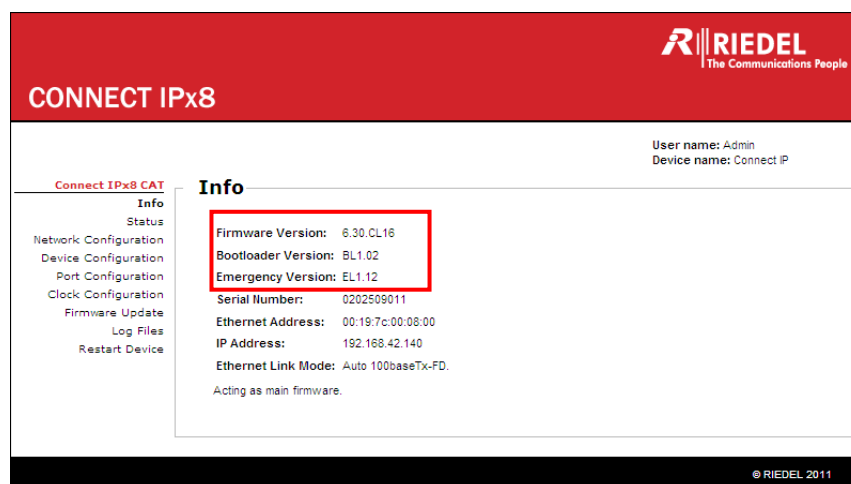 RIEDEL
The Communications People
CONNECT IPx8
User name: Admin
Device name: Connect IP
Connect IPx8 CAT
Info
Status
Network Configuration
Device Configuration
Port Configuration
Clock Configuration
Firmware Update
Log Files
Restart Device
Info
Firmware Version: 6.30.CL16
Bootloader Version: BL1.02
Emergency Version: EL1.12
Serial Number: 0202509011
Ethernet Address: 00:19:7c:00:08:00
IP Address: 192.168.42.140
Ethernet Link Mode: Auto 100baseTx-FD.
Acting as main firmware.
© RIEDEL 2011